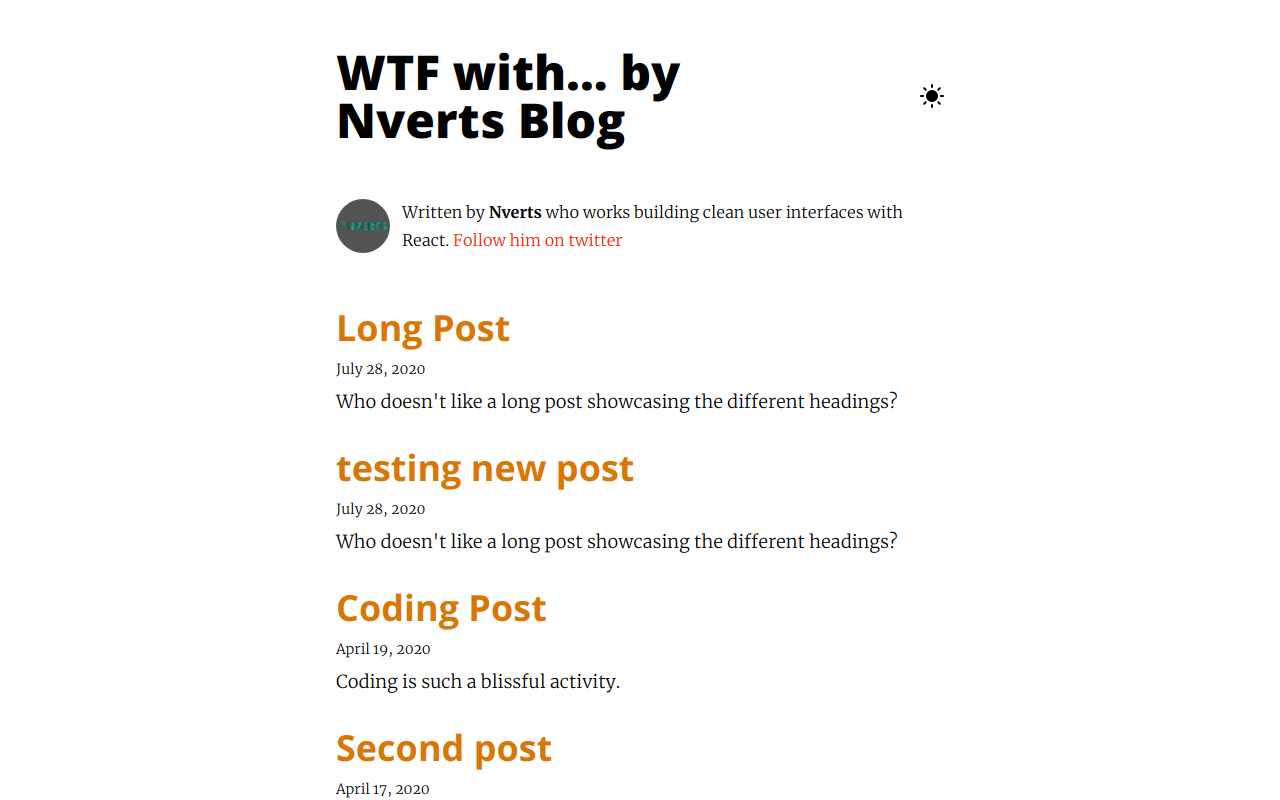 WTF with... by
Nverts Blog
NVERTS
Written by Nverts who works building clean user interfaces with
React. Follow him on twitter
Long Post
July 28, 2020
Who doesn't like a long post showcasing the different headings?
testing new post
July 28, 2020
Who doesn't like a long post showcasing the different headings?
Coding Post
April 19, 2020
Coding is such a blissful activity.
Second post
April 17, 2020